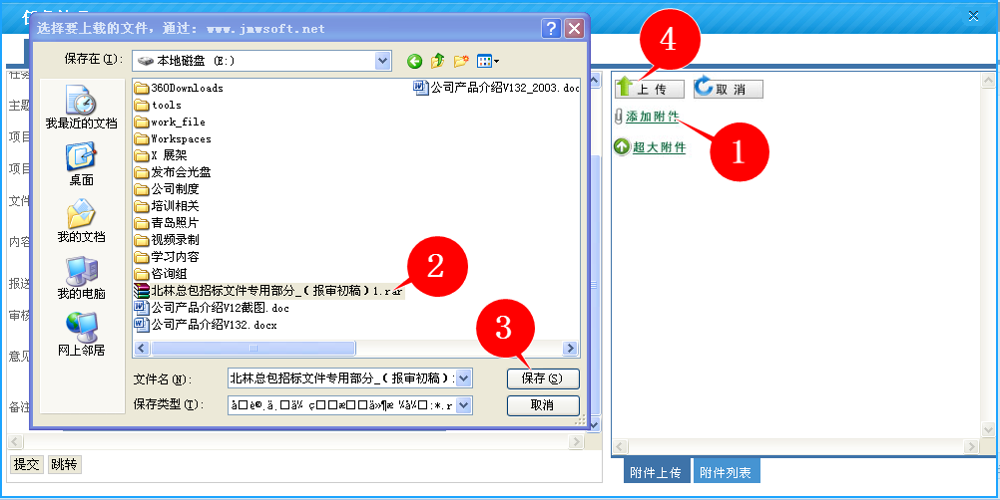 选择要上载的文件，通过：www.jmwsoft.net
保存在(I)：
本地磁盘 (E:)
我最近的文档
桌面
我的文档
我的电脑
网上邻居
360Downloads
tools
work_file
Workspaces
X 展架
发布会光盘
公司制度
培训相关
青岛照片
视频录制
学习内容
咨询组
北林总包招标文件专用部分_（报审初稿）1.rar
公司产品介绍V12截图.doc
公司产品介绍V132.docx
公司产品介绍V132_2003.doc
文件名(N)：
北林总包招标文件专用部分_（报审初稿）
保存(S)
保存类型(T)：
取消
主题
项目
项目
文件
内容
报送
审核
意见
备注
提交
跳转
上 传
取 消
添加附件
超大附件
附件上传
附件列表
1
2
3
4